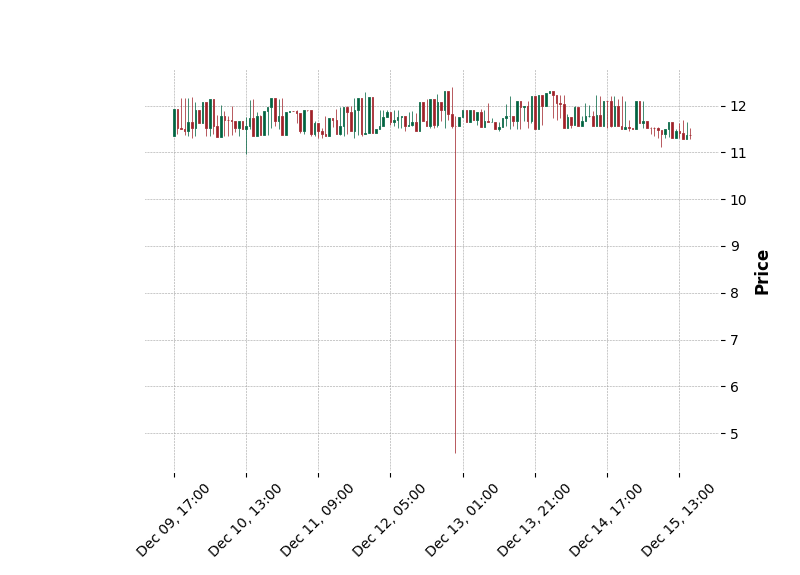 12
11
10
9
8
7
6
5
Price
Dec 09, 17:00
Dec 10, 13:00
Dec 11, 09:00
Dec 12, 05:00
Dec 13, 01:00
Dec 13, 21:00
Dec 14, 17:00
Dec 15, 13:00